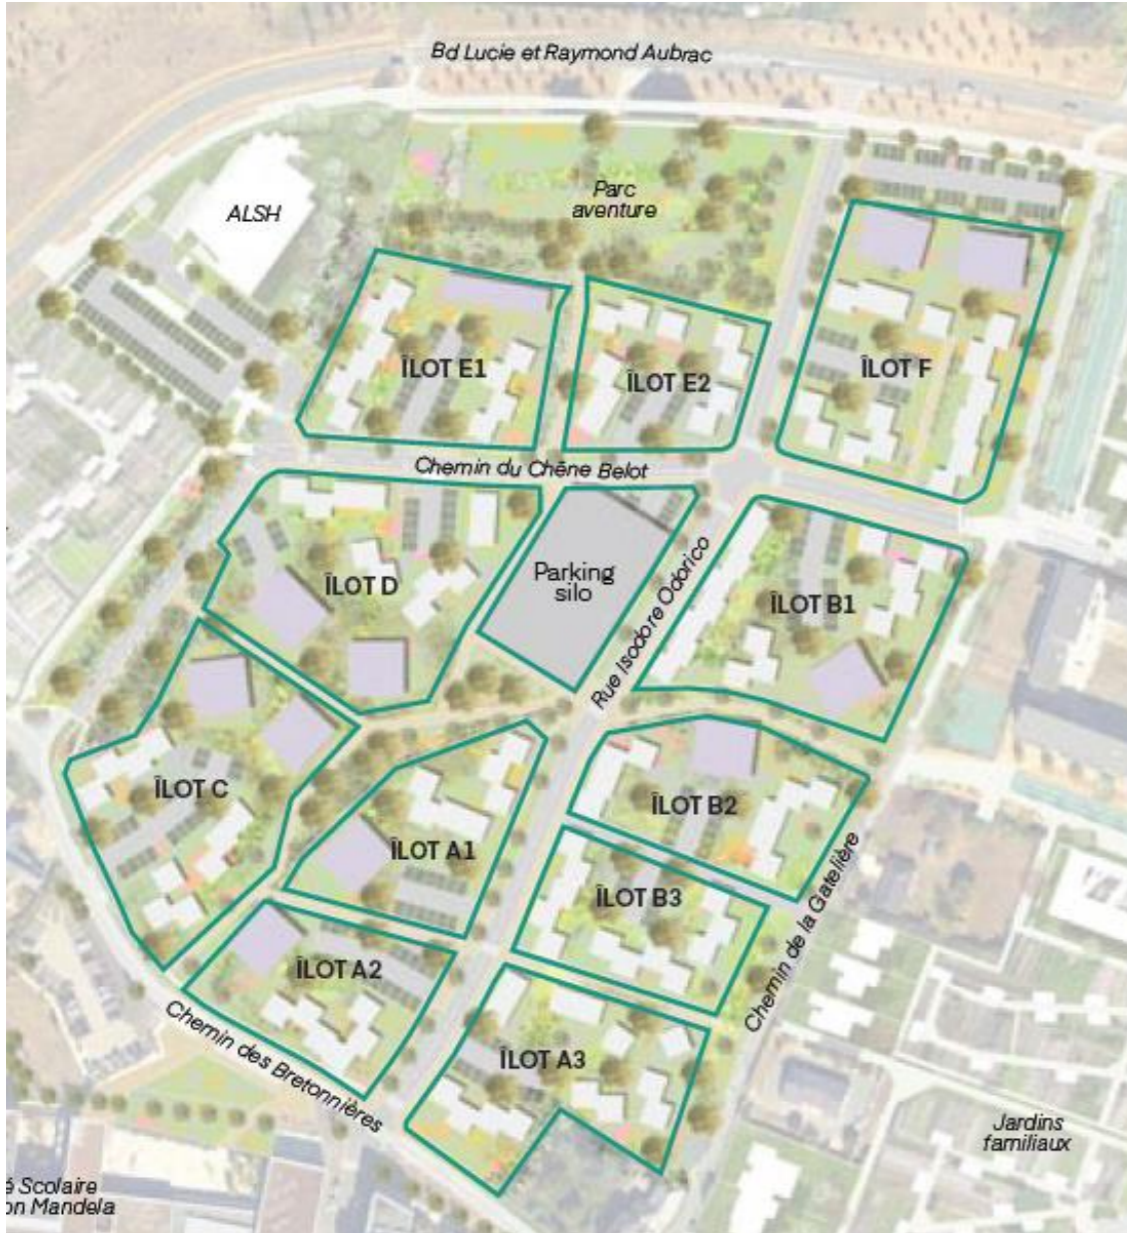 Bd Lucie et Raymond Aubrac
ALSH
Parc
aventure
ÎLOT E1
ÎLOT E2
ÎLOT F
Chemin du Chêne Belot
ÎLOT D
Parking
silo
Rue Isodore Odorico
ÎLOT B1
ÎLOT C
ÎLOT A1
ÎLOT B2
ÎLOT B3
Chemin de la Gatelière
ÎLOT A2
Chemin des Bretonnières
ÎLOT A3
Jardins
familiaux
é Scolaire
on Mandela